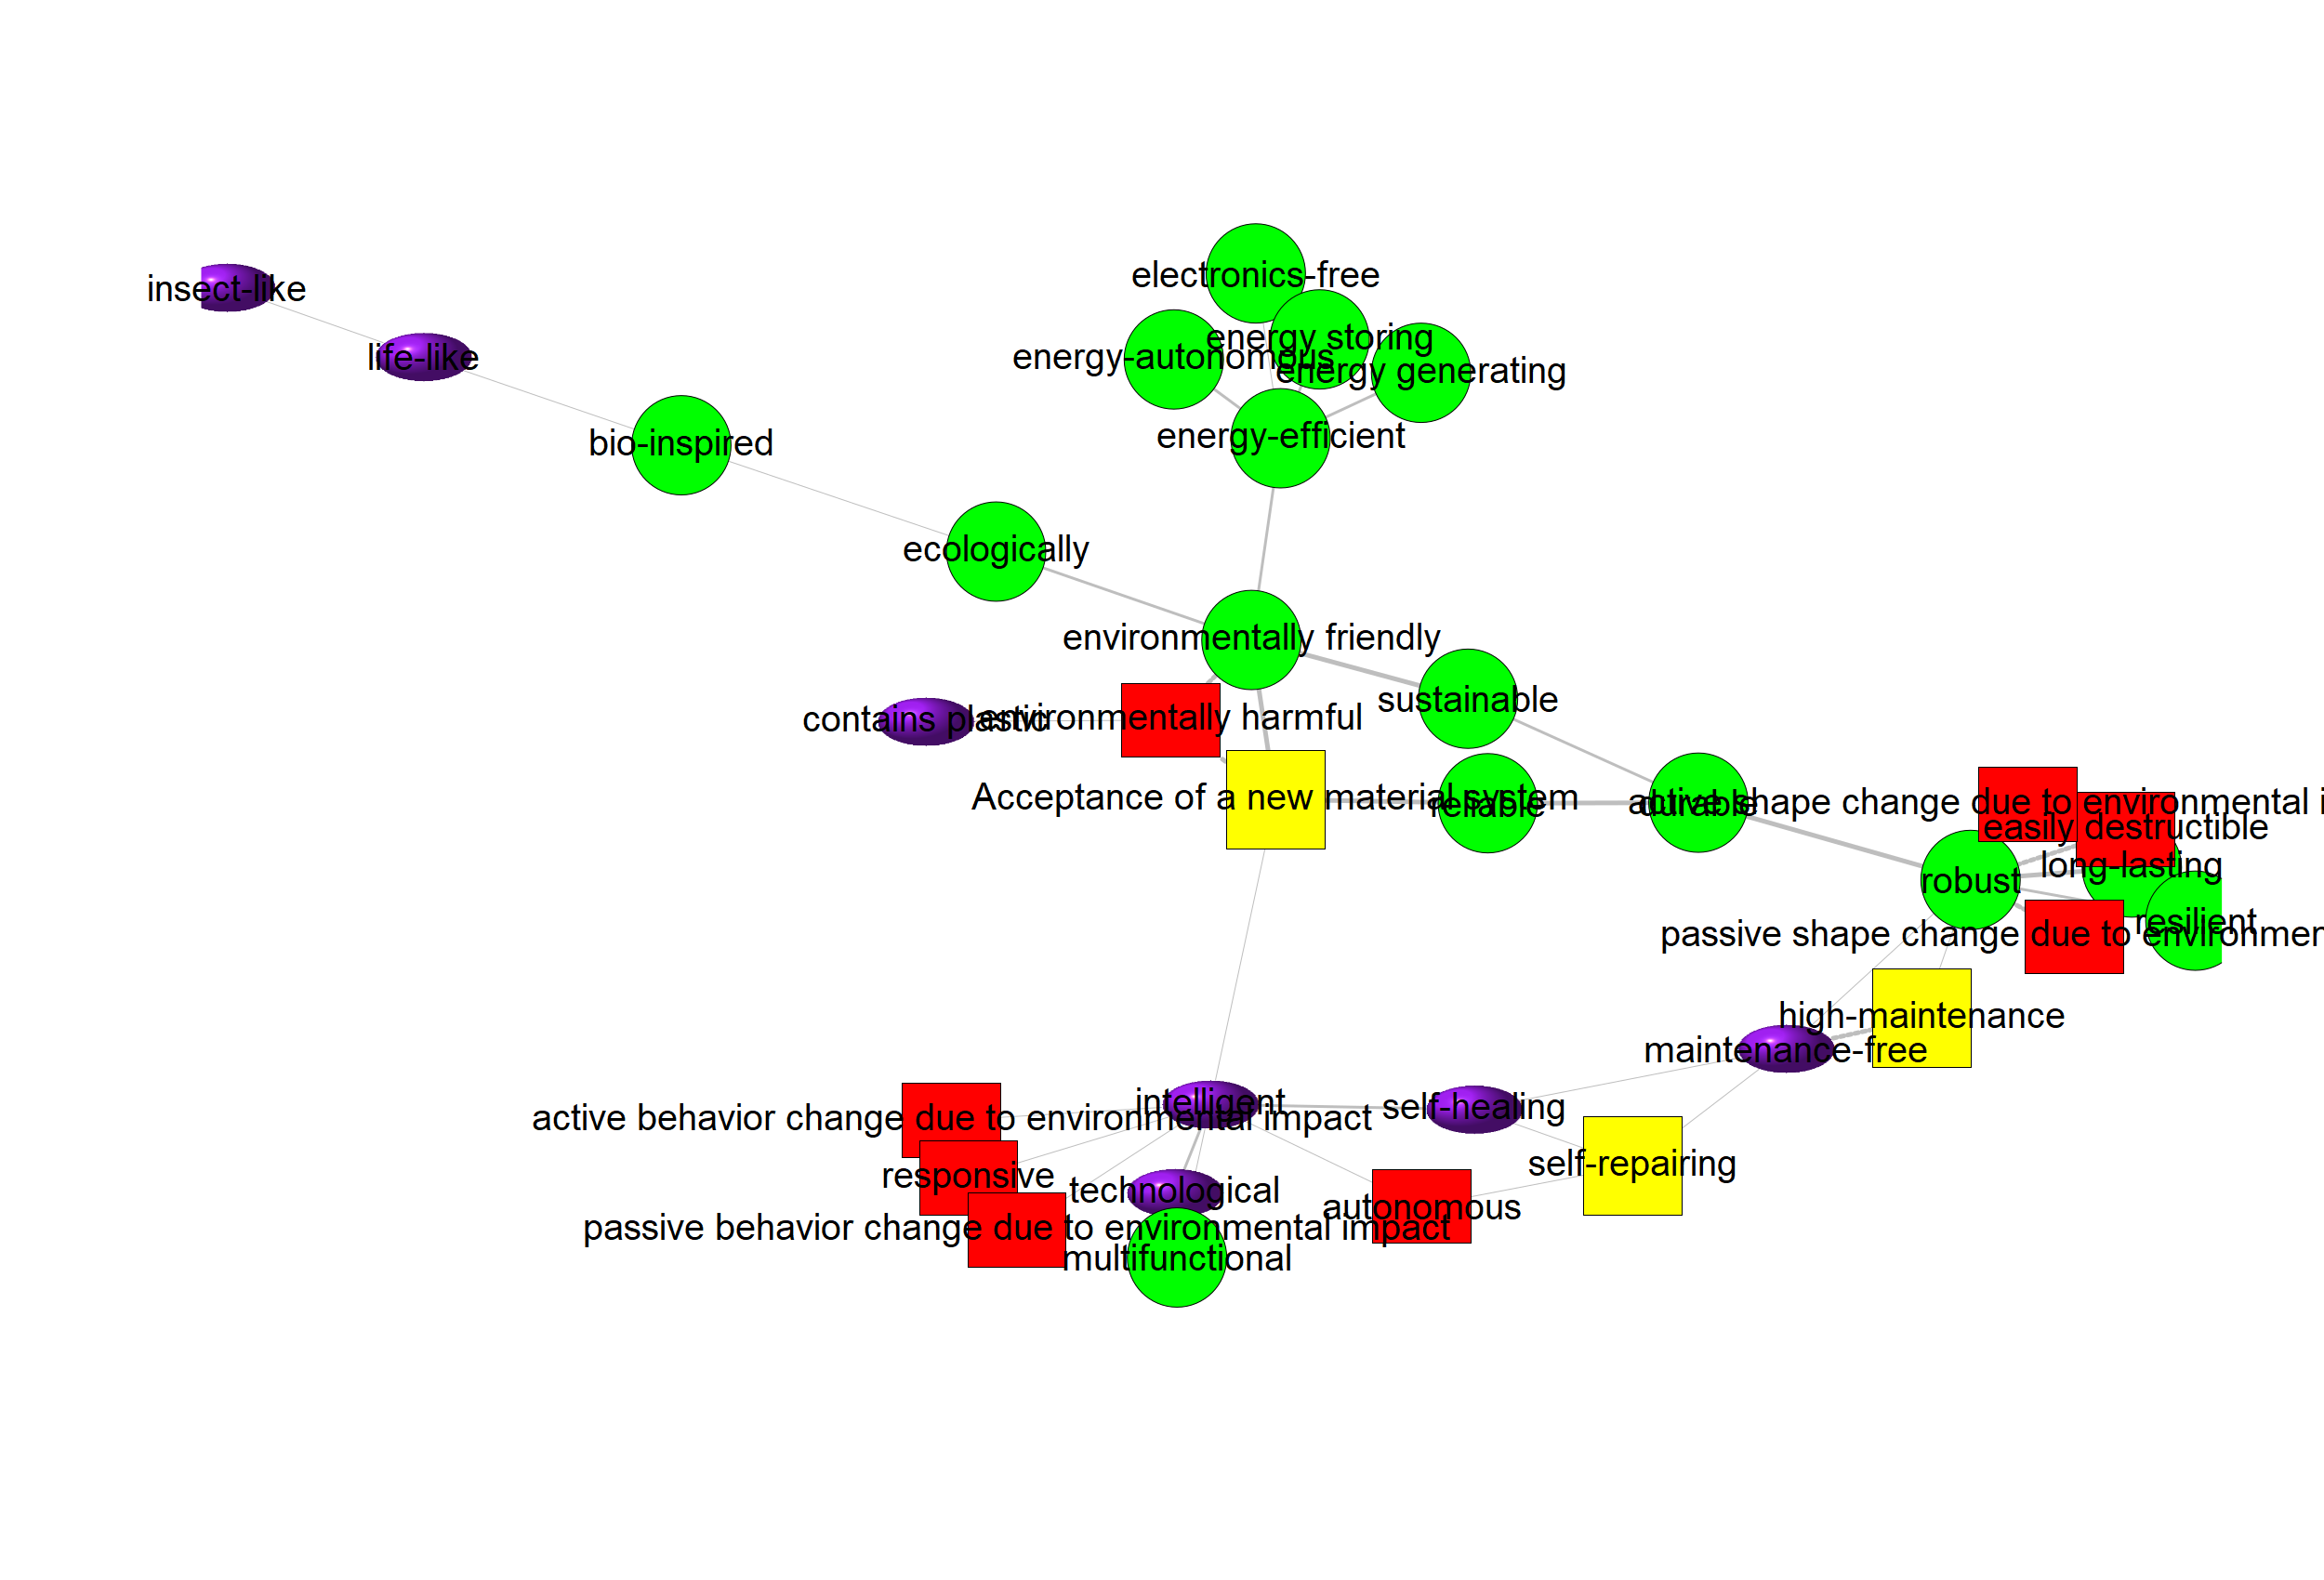 electronics-free
insect-like
energy storing
life-like
energy-autonomous
energy generating
bio-inspired
energy-efficient
ecologically
environmentally friendly
sustainable
contains plastic
environmentally harmful
Acceptance of a new material system
reliable
durable
active shape change due to environmental i
easily destructible
long-lasting
robust
resilient
passive shape change due to environmen
high-maintenance
maintenance-free
intelligent
self-healing
active behavior change due to environmental impact
self-repairing
responsive
technological
autonomous
passive behavior change due to environmental impact
multifunctional